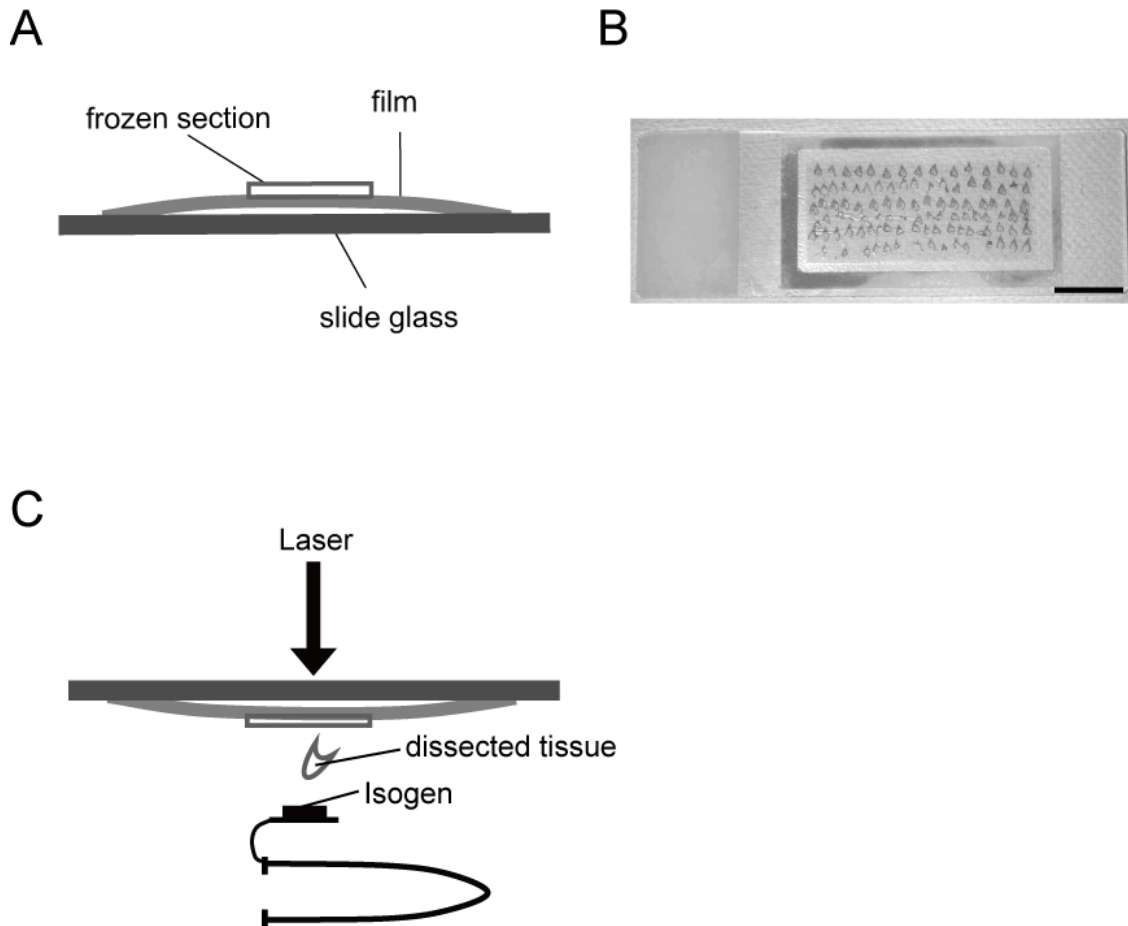 A
B
frozen section
film
slide glass
C
Laser
dissected tissue
Isogen